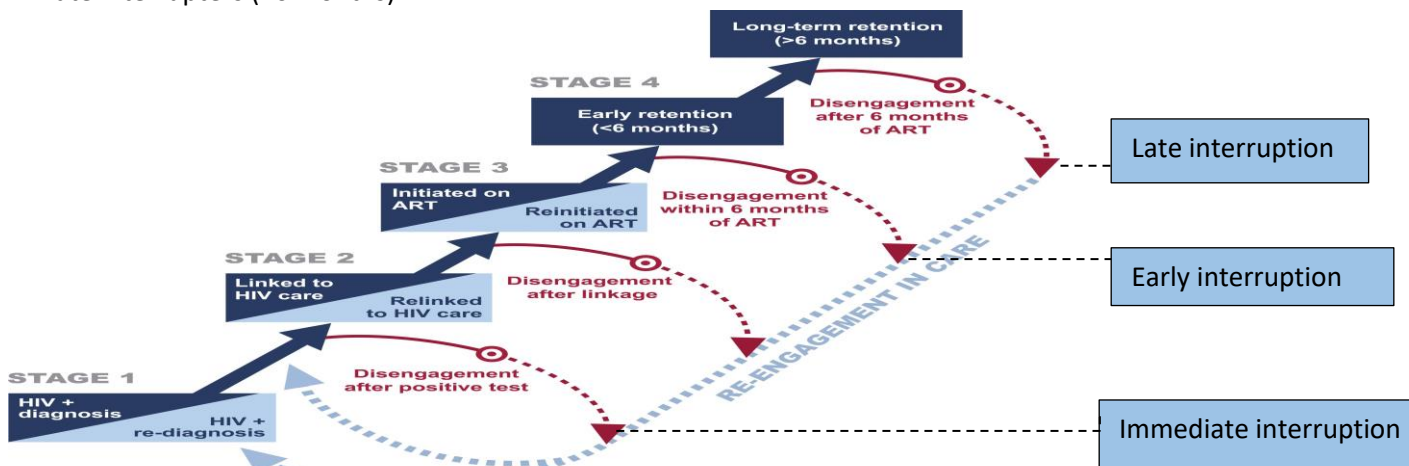 Long-term retention
(>6 months)
STAGE 4
Early retention
(<6 months)
Disengagement
after 6 months
of ART
Late interruption
STAGE 3
Initiated on
ART
Reinitiated
on ART
Disengagement
within 6 months
of ART
Early interruption
STAGE 2
Linked to
HIV care
Relinked
to HIV care
Disengagement
after linkage
RE-ENGAGEMENT IN CARE
STAGE 1
HIV +
diagnosis
HIV +
re-diagnosis
Disengagement
after positive test
Immediate interruption